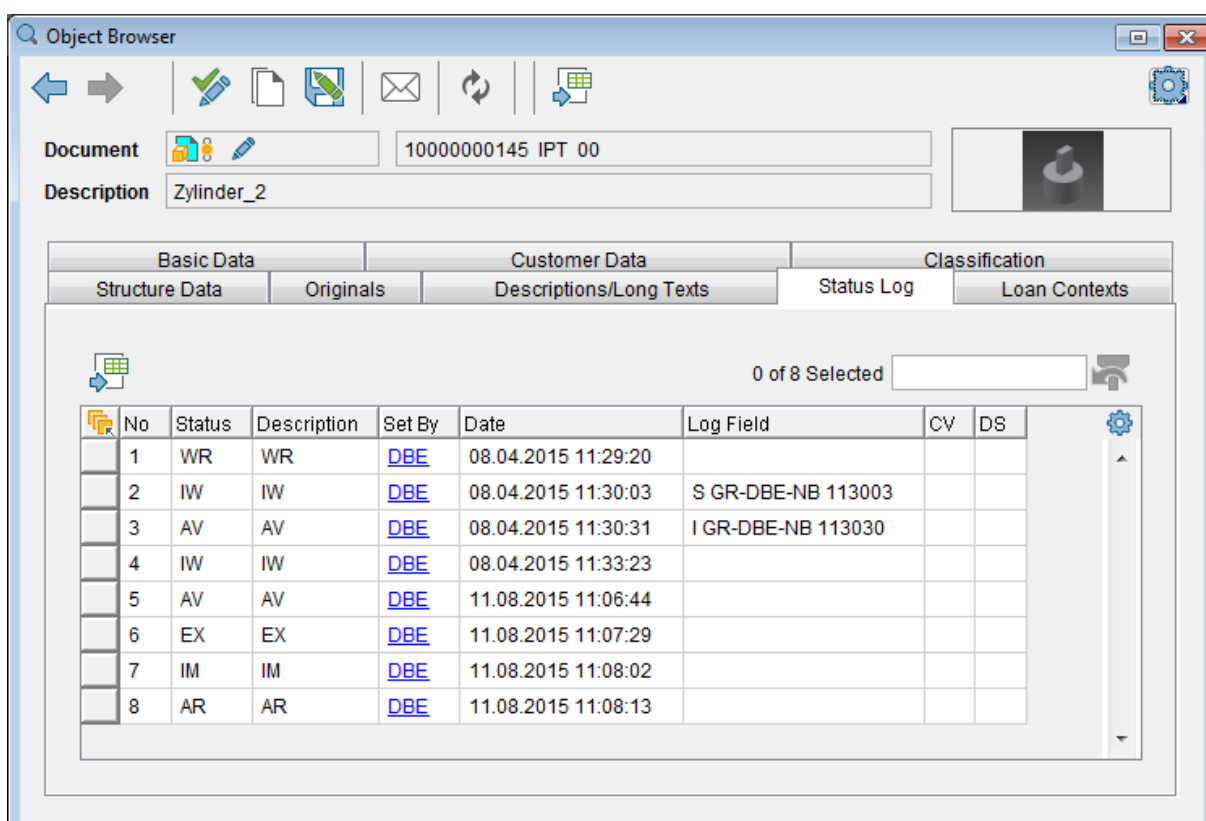 Object Browser
Document 10000000145 IPT 00
Description Zylinder_2
Basic Data Customer Data Classification
Structure Data Originals Descriptions/Long Texts Status Log Loan Contexts
0 of 8 Selected
No Status Description Set By Date Log Field CV DS
1 WR WR DBE 08.04.2015 11:29:20
2 IW IW DBE 08.04.2015 11:30:03 S GR-DBE-NB 113003
3 AV AV DBE 08.04.2015 11:30:31 I GR-DBE-NB 113030
4 IW IW DBE 08.04.2015 11:33:23
5 AV AV DBE 11.08.2015 11:06:44
6 EX EX DBE 11.08.2015 11:07:29
7 IM IM DBE 11.08.2015 11:08:02
8 AR AR DBE 11.08.2015 11:08:13